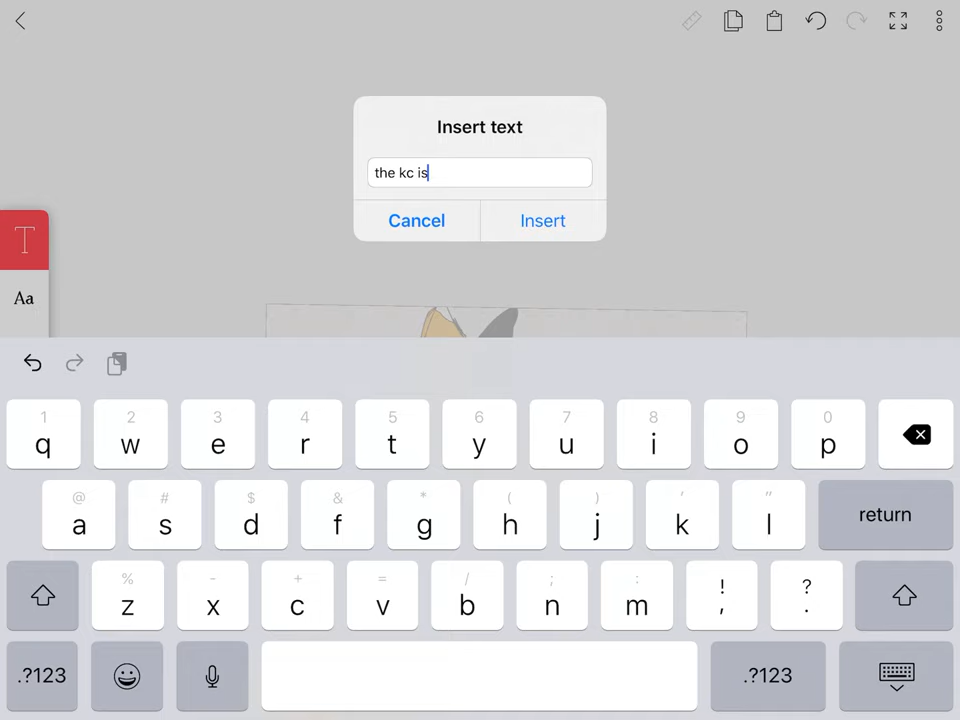 Insert text
the kc is
Cancel Insert
T
Aa
1 2 3 4 5 6 7 8 9 0
q w e r t y u i o p
@ # $ & * ( ) ' "
a s d f g h j k l return
% - + = / ; : ! ?
z x c v b n m , .
.?123 .?123